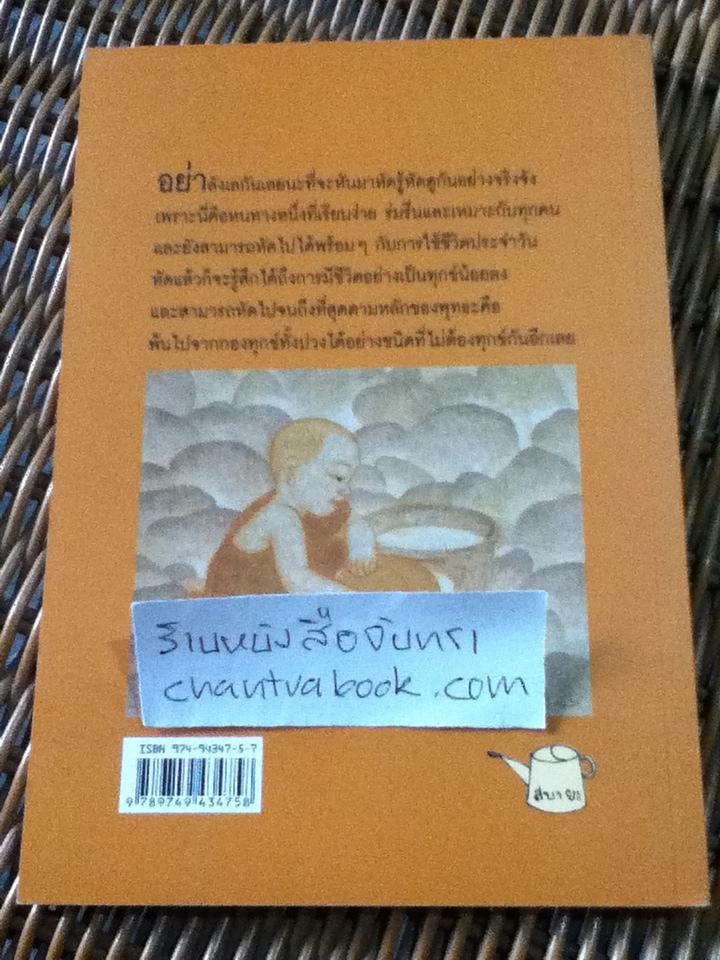 อย่าลังเลกันเลยนะที่จะหันมาหัดรู้หัดดูกันอย่างจริงจัง
เพราะนี่คือหนทางหนึ่งที่เรียบง่าย ร่มรื่นและเหมาะกับทุกคน
และยังสามารถหัดไปได้พร้อมๆ กับการใช้ชีวิตประจำวัน
หัดแล้วก็จะรู้สึกได้ถึงการมีชีวิตอย่างเป็นทุกข์น้อยลง
และสามารถหัดไปจนถึงที่สุดตามหลักของพุทธะคือ
พ้นไปจากกองทุกข์ทั้งปวงได้อย่างชนิดที่ไม่ต้องทุกข์กันอีกเลย
ร้านหนังสือจันทรา
chantrabook.com
ISBN 974-94347-5-7
9 789749 434758
สบายะ